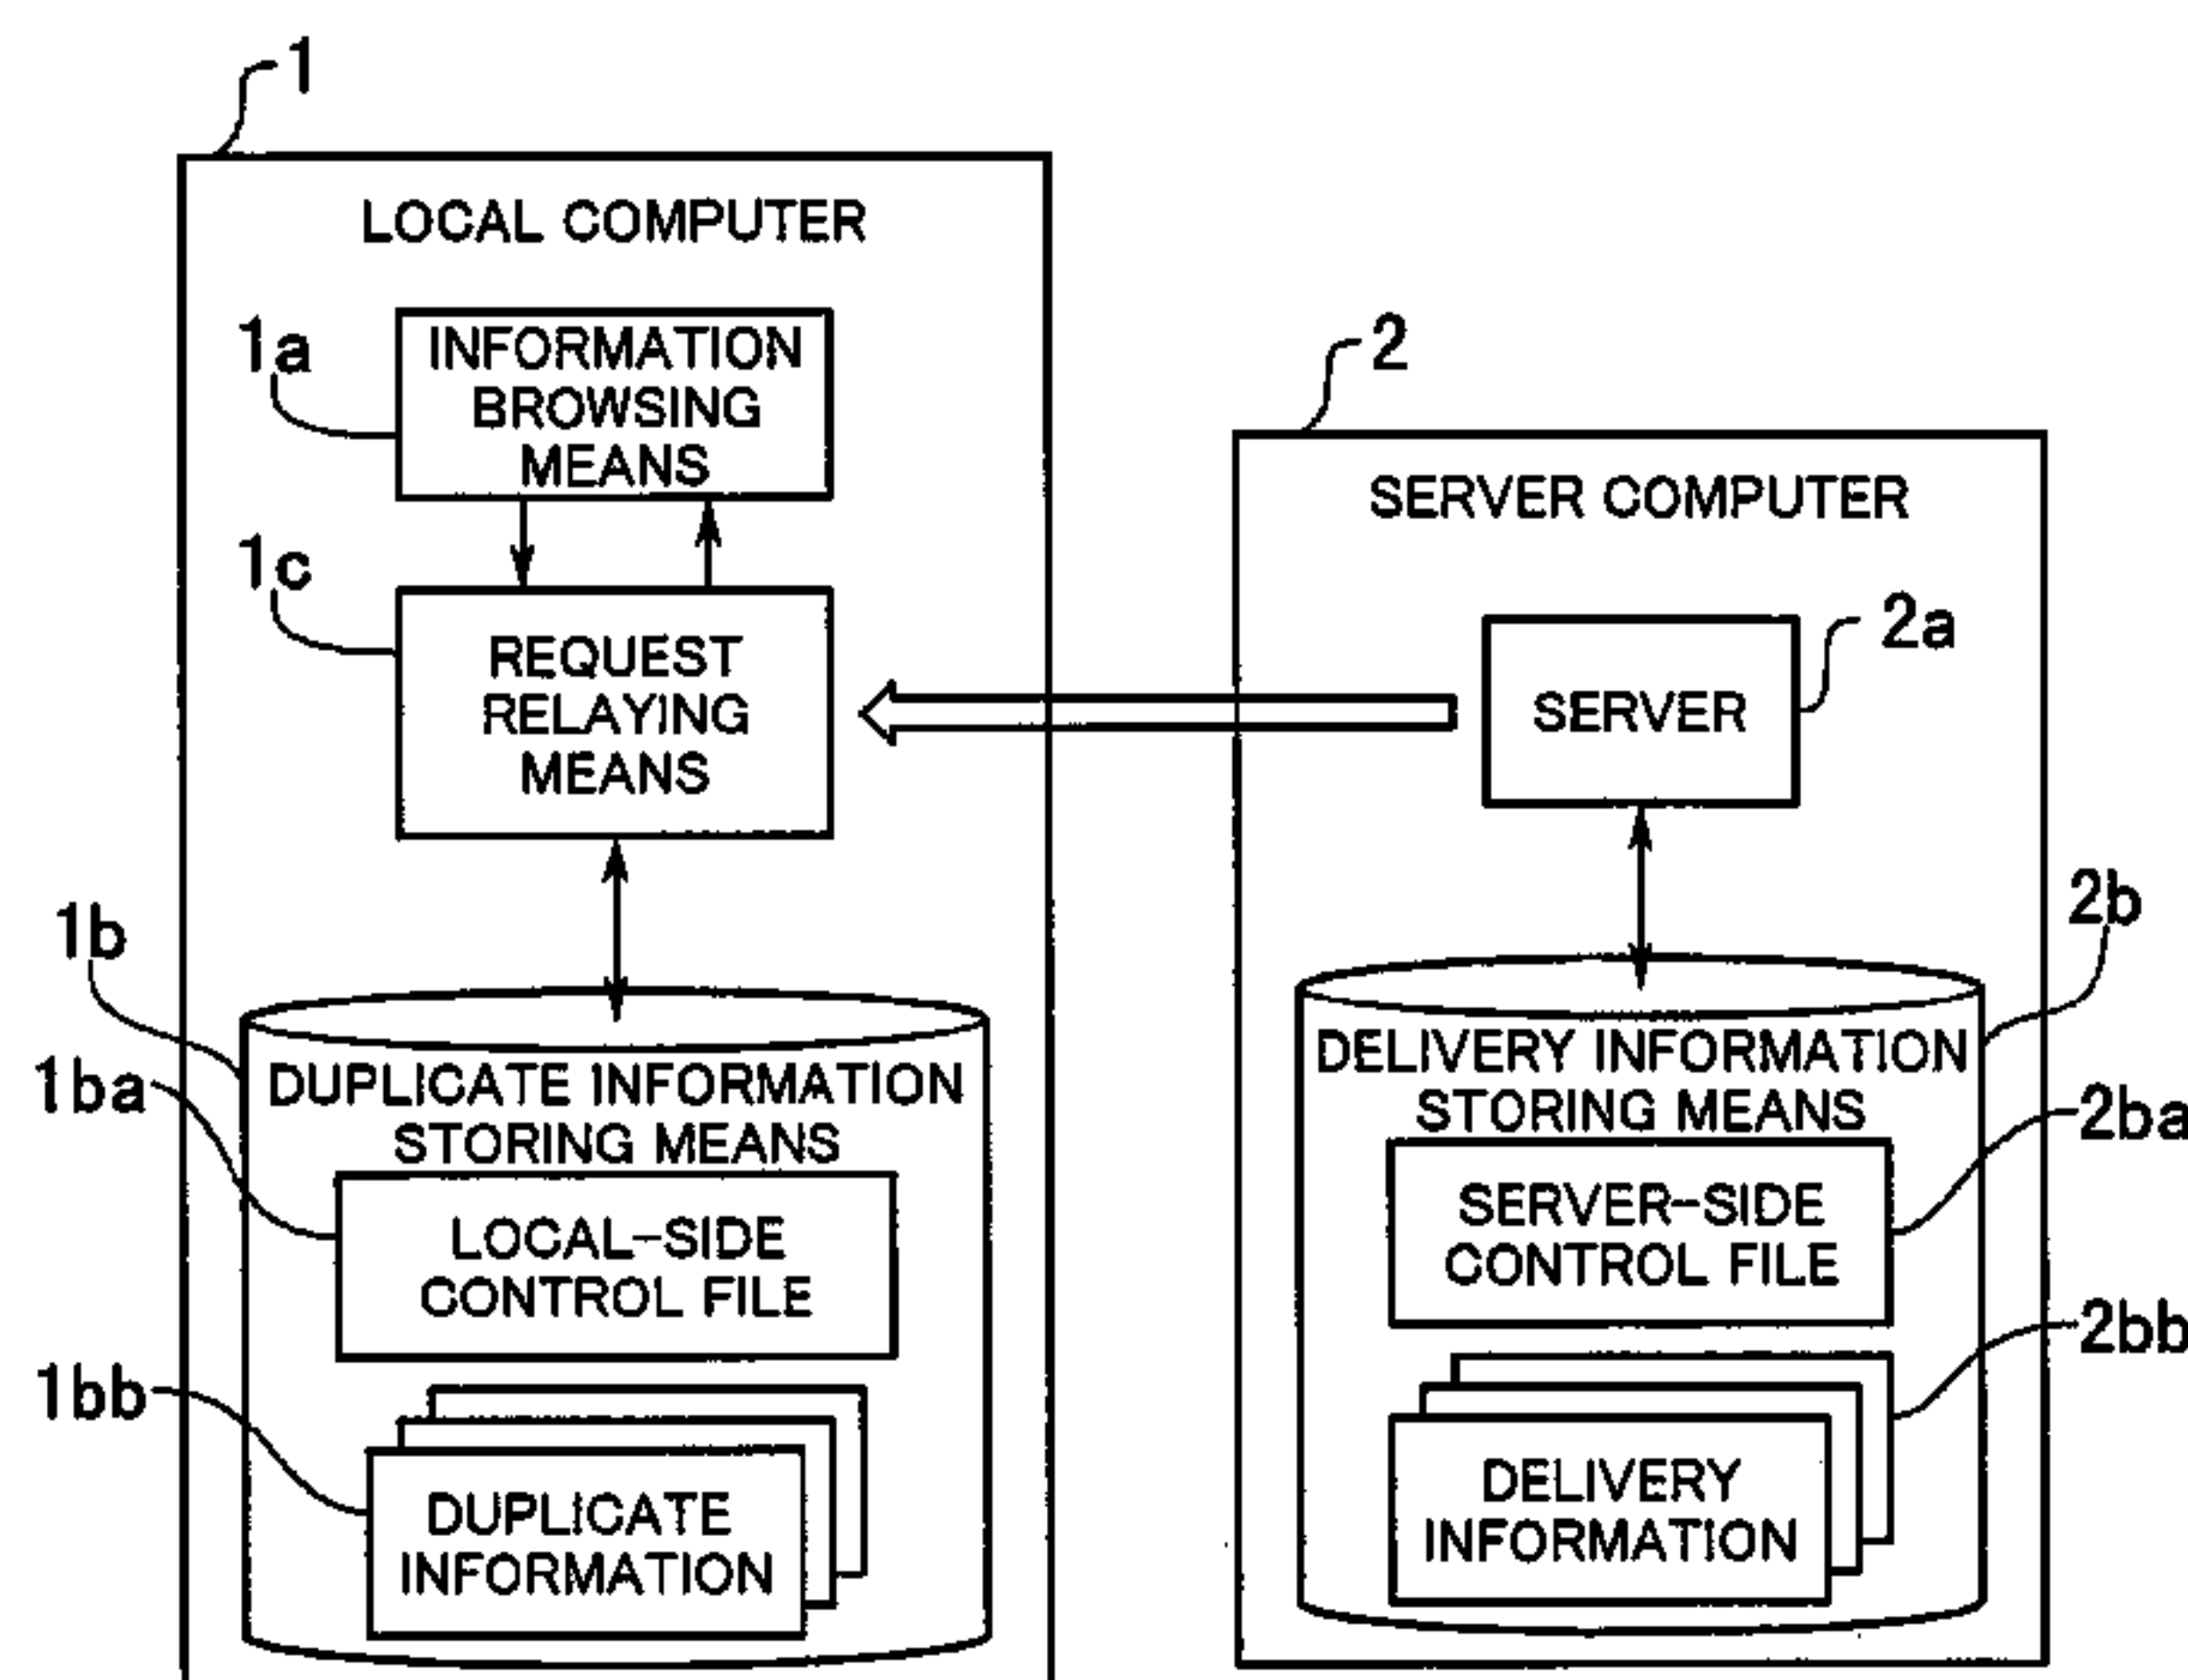 1
LOCAL COMPUTER
1a
INFORMATION
BROWSING
MEANS
1c
REQUEST
RELAYING
MEANS
1b
DUPLICATE INFORMATION
STORING MEANS
1ba
LOCAL-SIDE
CONTROL FILE
1bb
DUPLICATE
INFORMATION
2
SERVER COMPUTER
2a
SERVER
2b
DELIVERY INFORMATION
STORING MEANS
2ba
SERVER-SIDE
CONTROL FILE
2bb
DELIVERY
INFORMATION